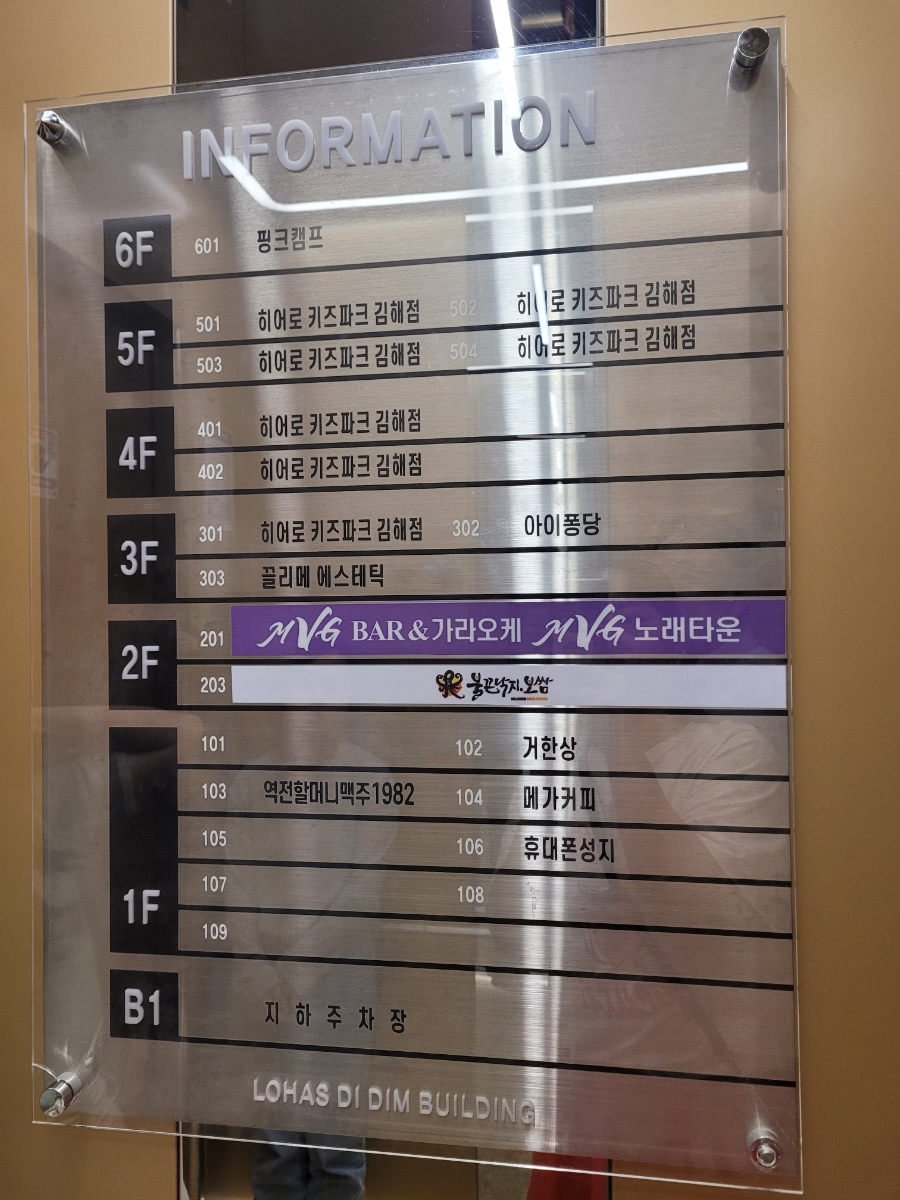 INFORMATION
6F 601 핑크캠프
5F 501 히어로 키즈파크 김해점 502 히어로 키즈파크 김해점
503 히어로 키즈파크 김해점 504 히어로 키즈파크 김해점
4F 401 히어로 키즈파크 김해점
402 히어로 키즈파크 김해점
3F 301 히어로 키즈파크 김해점 302 아이퐁당
303 끌리메 에스테틱
2F 201 MVG BAR&가라오케 MVG 노래타운
203 불꾼낙지.보쌈
101 102 거한상
103 역전할머니맥주1982 104 메가커피
105 106 휴대폰성지
1F 107 108
109
B1 지하주차장
LOHAS DI DIM BUILDING